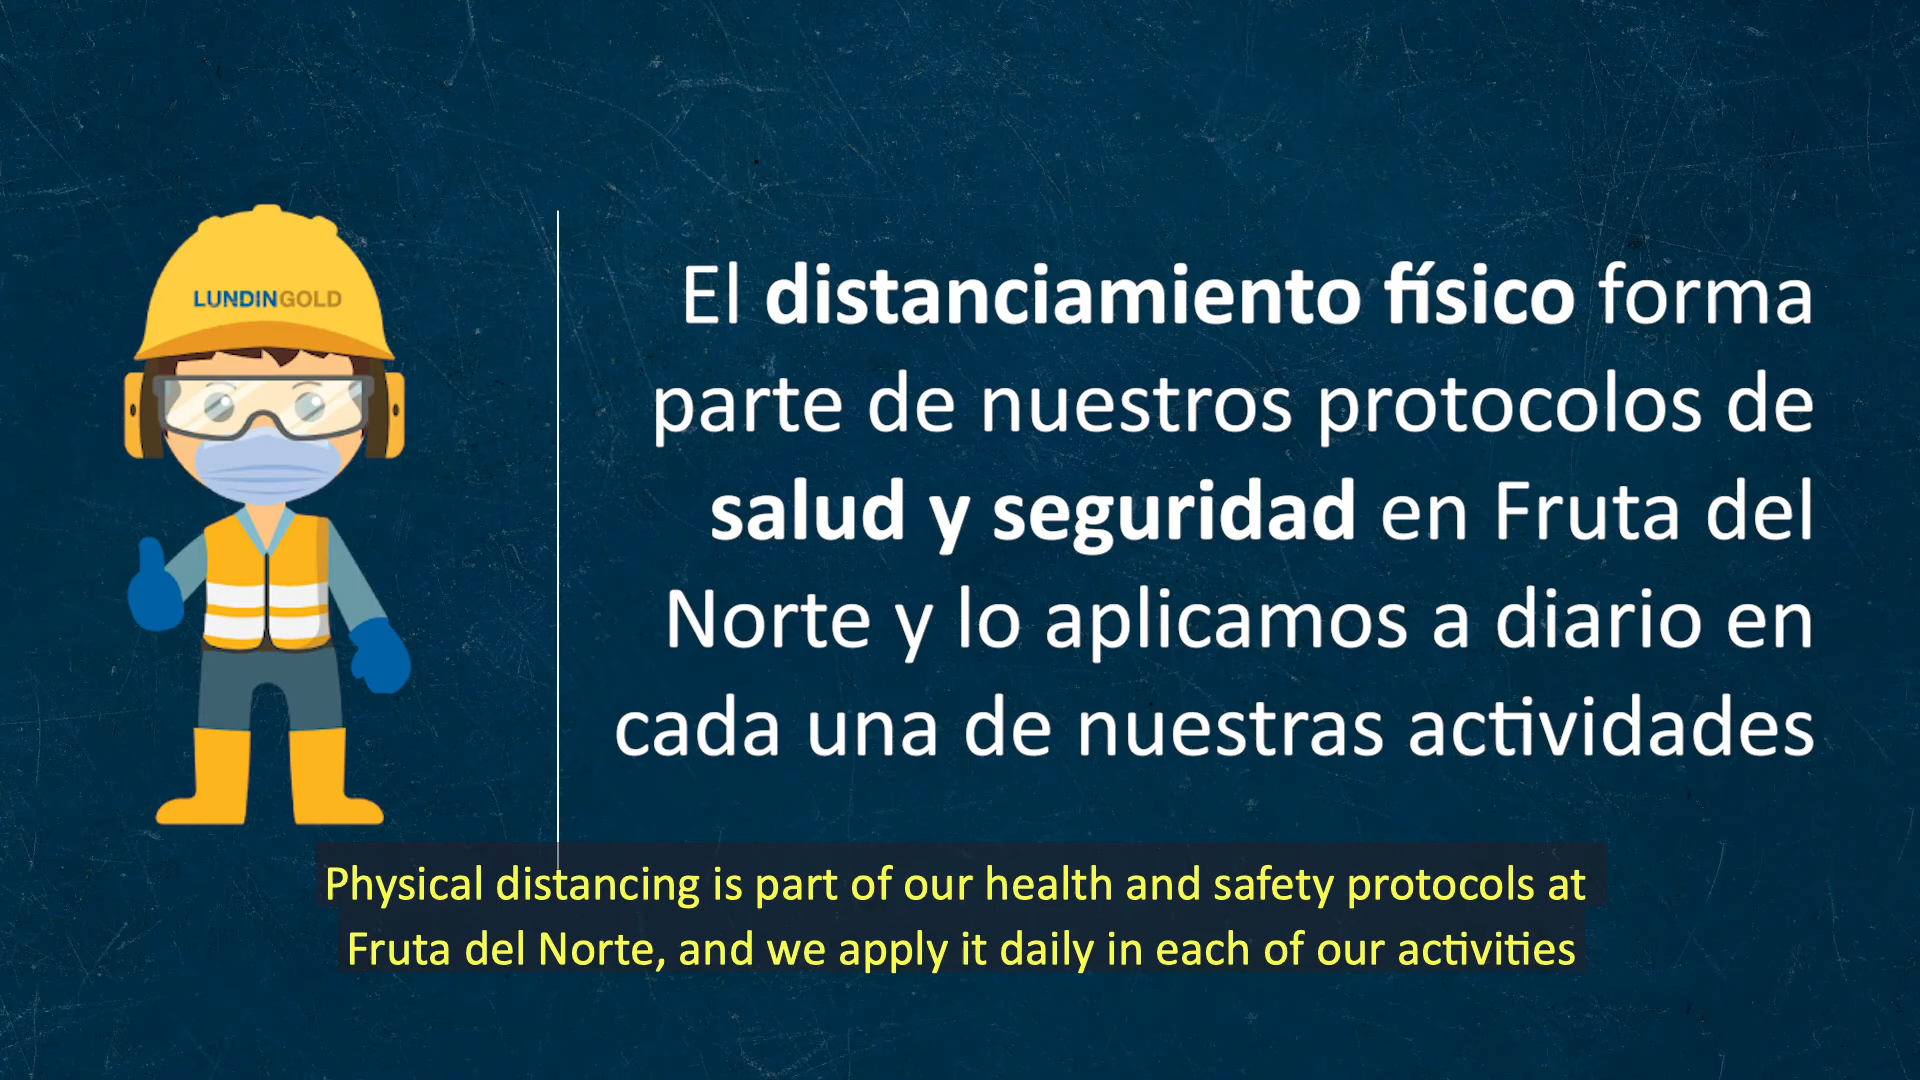 LUNDINGOLD
El distanciamiento físico forma
parte de nuestros protocolos de
salud y seguridad en Fruta del
Norte y lo aplicamos a diario en
cada una de nuestras actividades
Physical distancing is part of our health and safety protocols at
Fruta del Norte, and we apply it daily in each of our activities